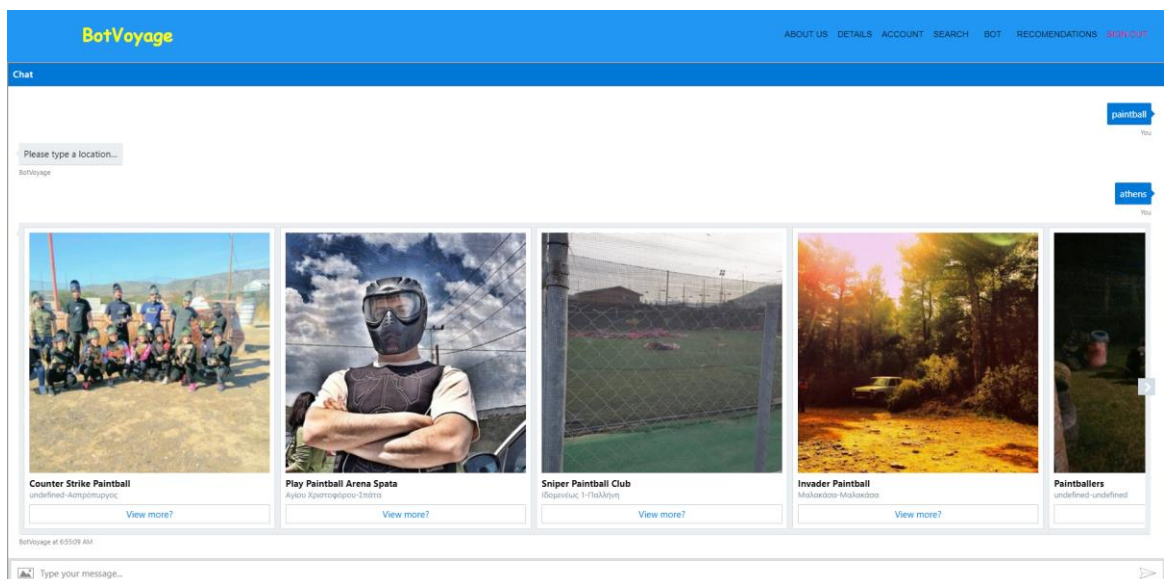 BotVoyage
ABOUT US DETAILS ACCOUNT SEARCH BOT RECOMENDATIONS SIGN OUT
Chat
paintball
You
Please type a location...
BotVoyage
athens
You
Counter Strike Paintball
undefined-Ασπρόπυργος
View more?
Play Paintball Arena Spata
Αγίου Χριστοφόρου-Σπάτα
View more?
Sniper Paintball Club
Ιδομενέως 1-Παλλήνη
View more?
Invader Paintball
Μαλακάσα-Μαλακάσα
View more?
Paintballers
undefined-undefined
BotVoyage at 6:55:09 AM
Type your message...